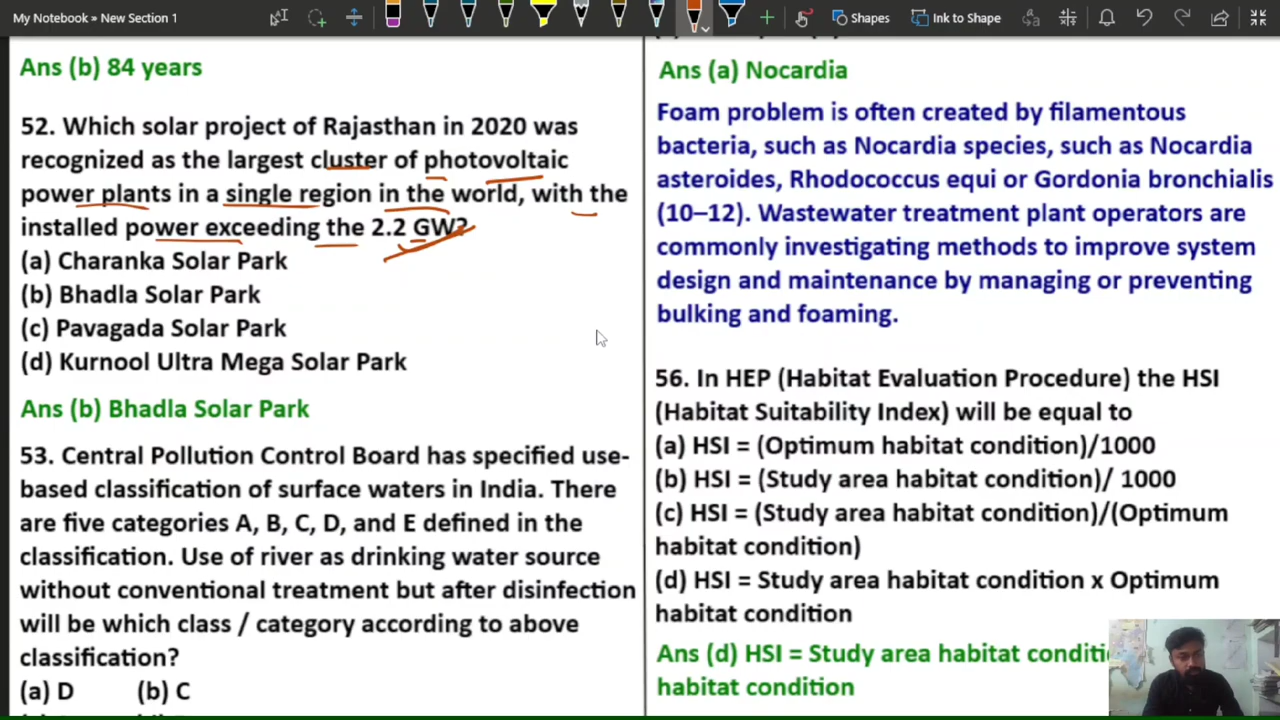 My Notebook » New Section 1
Shapes
Ink to Shape
Ans (b) 84 years
52. Which solar project of Rajasthan in 2020 was
recognized as the largest cluster of photovoltaic
power plants in a single region in the world, with the
installed power exceeding the 2.2 GW?
(a) Charanka Solar Park
(b) Bhadla Solar Park
(c) Pavagada Solar Park
(d) Kurnool Ultra Mega Solar Park
Ans (b) Bhadla Solar Park
53. Central Pollution Control Board has specified use-
based classification of surface waters in India. There
are five categories A, B, C, D, and E defined in the
classification. Use of river as drinking water source
without conventional treatment but after disinfection
will be which class / category according to above
classification?
(a) D (b) C
Ans (a) Nocardia
Foam problem is often created by filamentous
bacteria, such as Nocardia species, such as Nocardia
asteroides, Rhodococcus equi or Gordonia bronchialis
(10–12). Wastewater treatment plant operators are
commonly investigating methods to improve system
design and maintenance by managing or preventing
bulking and foaming.
56. In HEP (Habitat Evaluation Procedure) the HSI
(Habitat Suitability Index) will be equal to
(a) HSI = (Optimum habitat condition)/1000
(b) HSI = (Study area habitat condition)/ 1000
(c) HSI = (Study area habitat condition)/(Optimum
habitat condition)
(d) HSI = Study area habitat condition x Optimum
habitat condition
Ans (d) HSI = Study area habitat
habitat condition